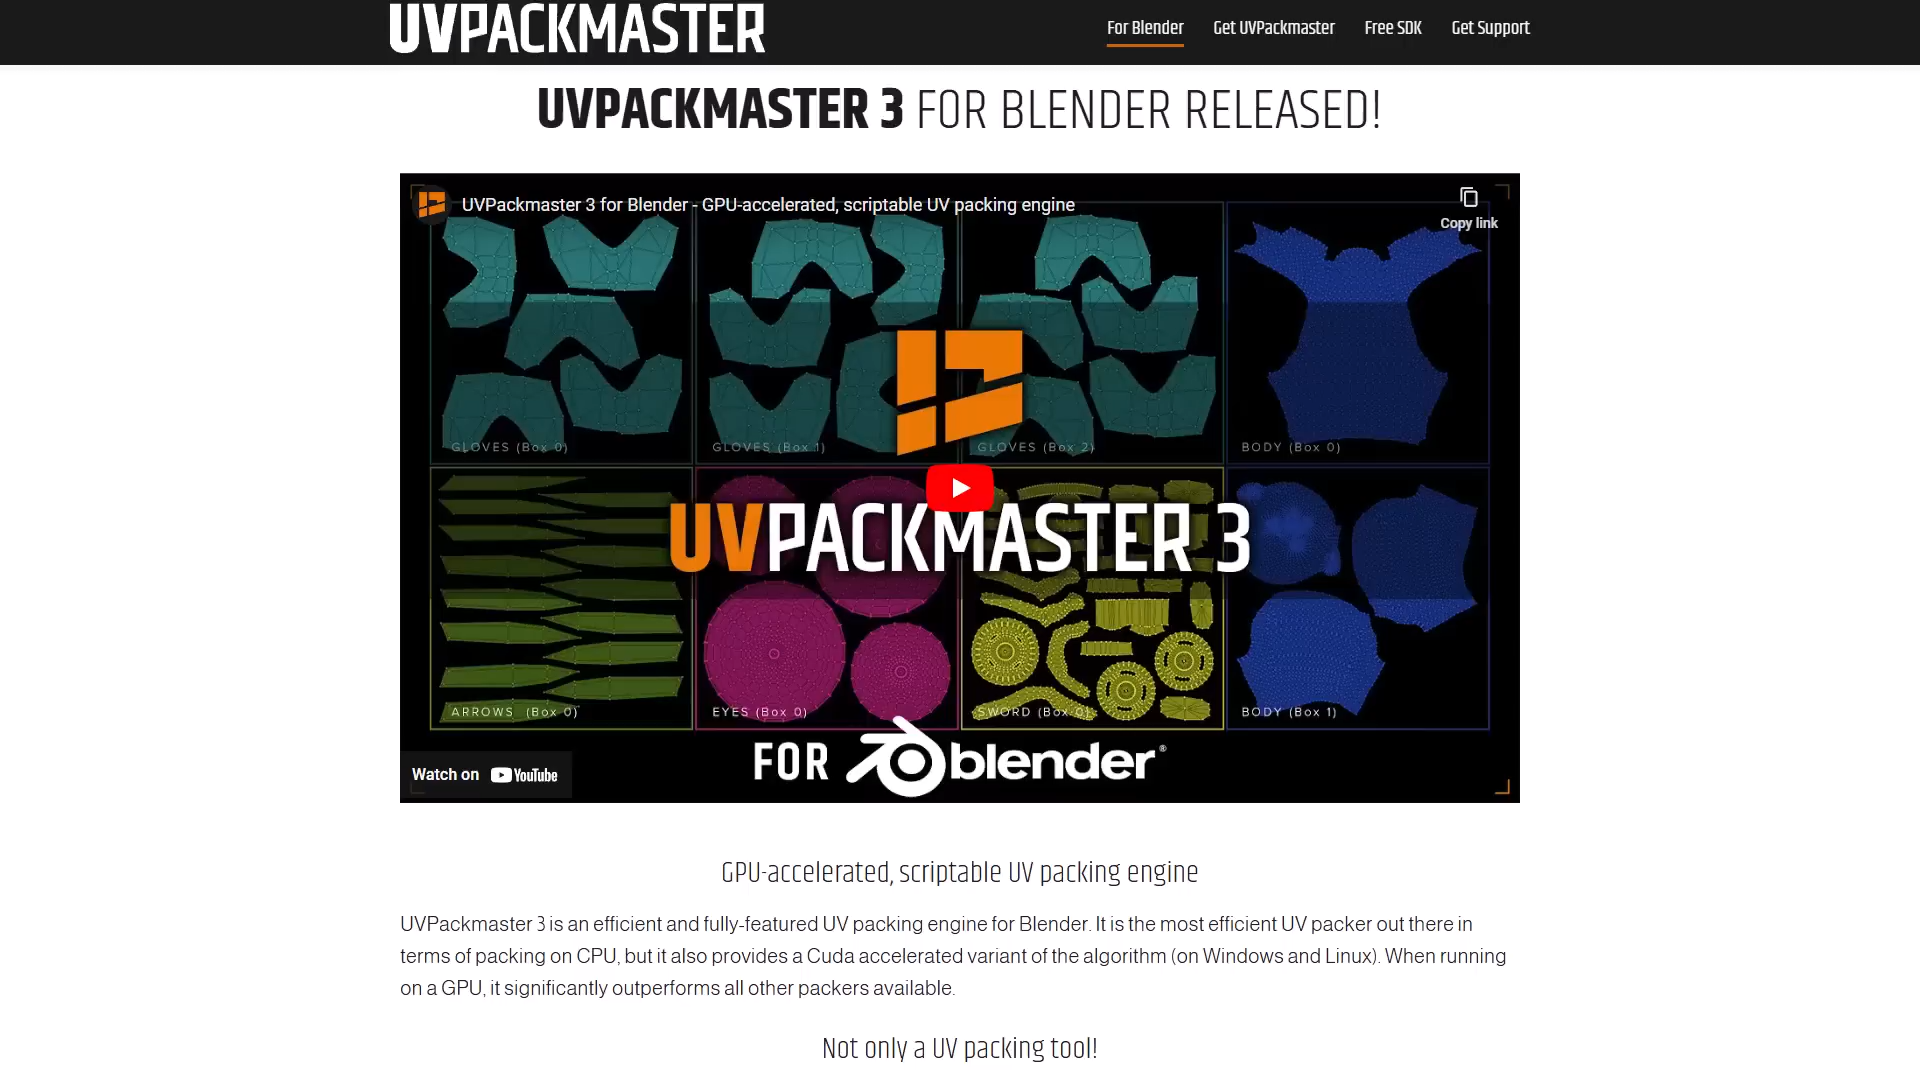 UVPACKMASTER
For Blender
Get UVPackmaster
Free SDK
Get Support
UVPACKMASTER 3 FOR BLENDER RELEASED!
UVPackmaster 3 for Blender - GPU-accelerated, scriptable UV packing engine
Copy link
GLOVES (Box 0)
GLOVES (Box 1)
GLOVES (Box 2)
BODY (Box 0)
UVPACKMASTER 3
ARROWS (Box 0)
EYES (Box 0)
SWORD (Box 0)
BODY (Box 1)
FOR blender®
Watch on YouTube
GPU-accelerated, scriptable UV packing engine
UVPackmaster 3 is an efficient and fully-featured UV packing engine for Blender. It is the most efficient UV packer out there in
terms of packing on CPU, but it also provides a Cuda accelerated variant of the algorithm (on Windows and Linux). When running
on a GPU, it significantly outperforms all other packers available.
Not only a UV packing tool!